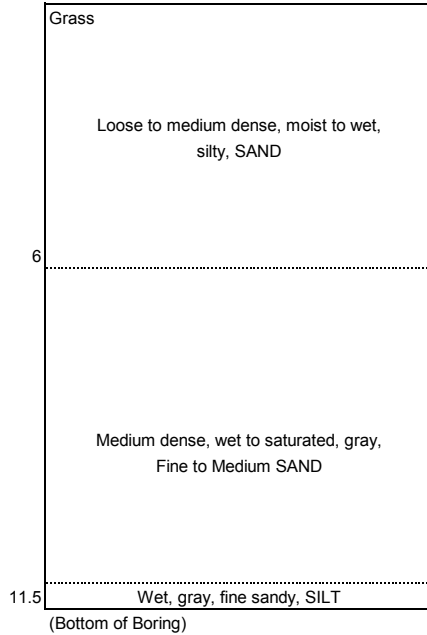 Grass
Loose to medium dense, moist to wet,
silty, SAND
6
Medium dense, wet to saturated, gray,
Fine to Medium SAND
11.5 Wet, gray, fine sandy, SILT
(Bottom of Boring)